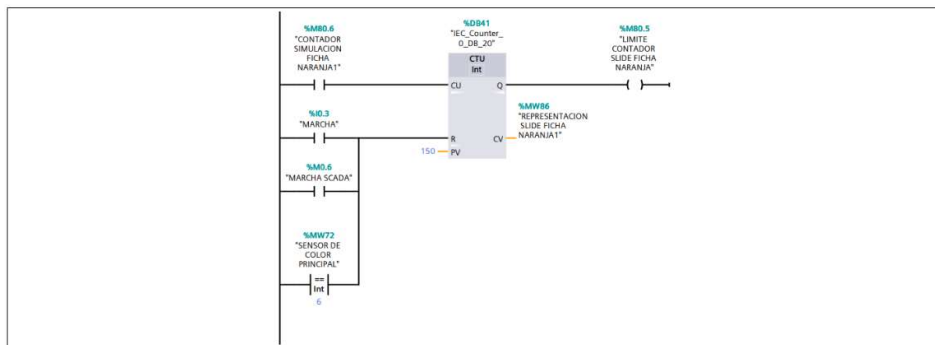 %M80.6
"CONTADOR
SIMULACION
FICHA
NARANJA1"
%DB41
"IEC_Counter_
0_DB_20"
CTU
Int
CU
Q
%M80.5
"LIMITE
CONTADOR
SLIDE FICHA
NARANJA"
%I0.3
"MARCHA"
R
150
PV
CV
%MW86
"REPRESENTACION
SLIDE FICHA
NARANJA1"
%M0.6
"MARCHA SCADA"
%MW72
"SENSOR DE
COLOR
PRINCIPAL"
==
Int
6